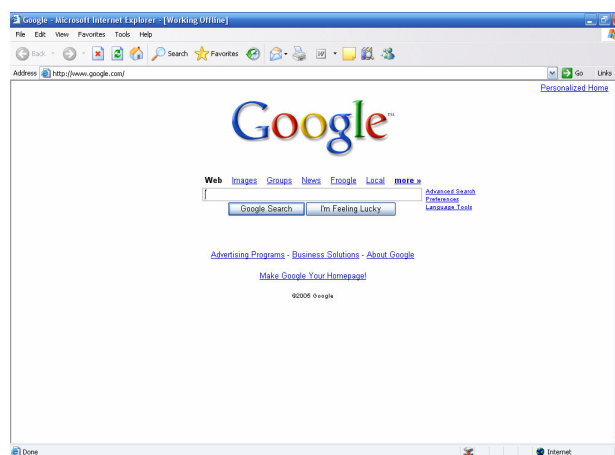 Google - Microsoft Internet Explorer - [Working Offline]
File Edit View Favorites Tools Help
Back Search Favorites
Address http://www.google.com/ Go Links
Personalized Home
Google™
Web Images Groups News Froogle Local more »
Advanced Search
Preferences
Language Tools
Google Search I'm Feeling Lucky
Advertising Programs - Business Solutions - About Google
Make Google Your Homepage!
©2005 Google
Done Internet